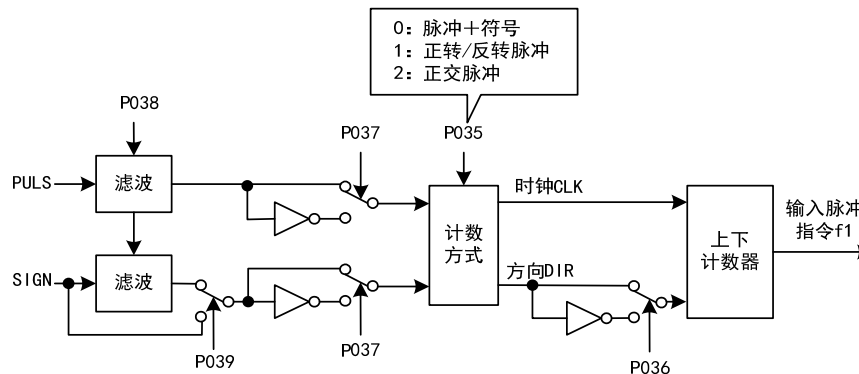 0：脉冲＋符号
1：正转/反转脉冲
2：正交脉冲
P038
P037
P035
PULS
滤波
时钟CLK
输入脉冲
指令f1
计数
方式
上下
计数器
SIGN
滤波
方向DIR
P039
P037
P036